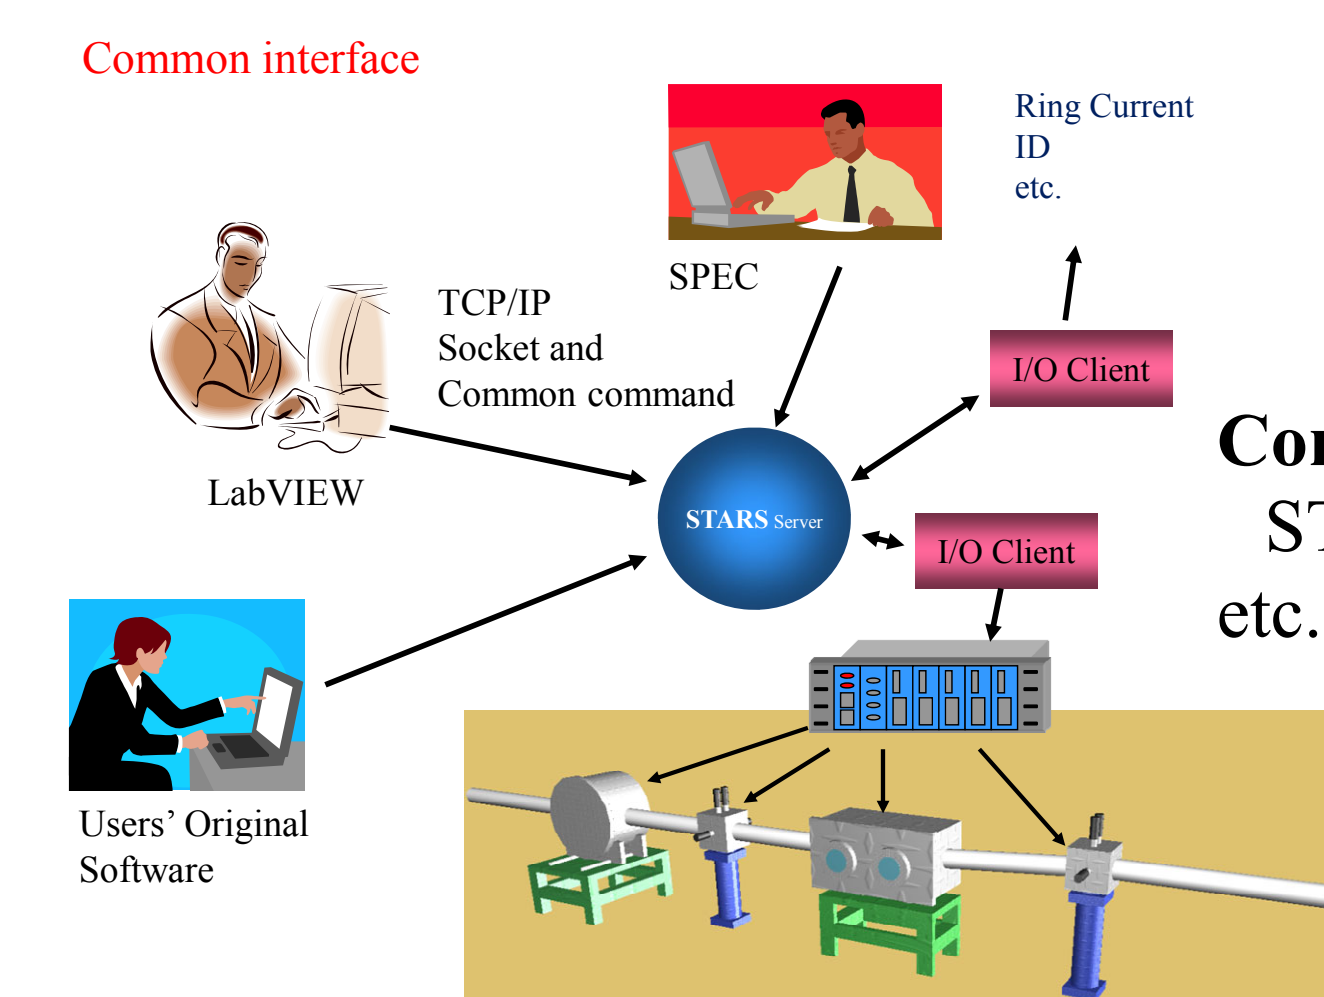 Common interface
Ring Current
ID
etc.
SPEC
TCP/IP
Socket and
Common command
I/O Client
LabVIEW
STARS Server
I/O Client
etc.
Users’ Original
Software